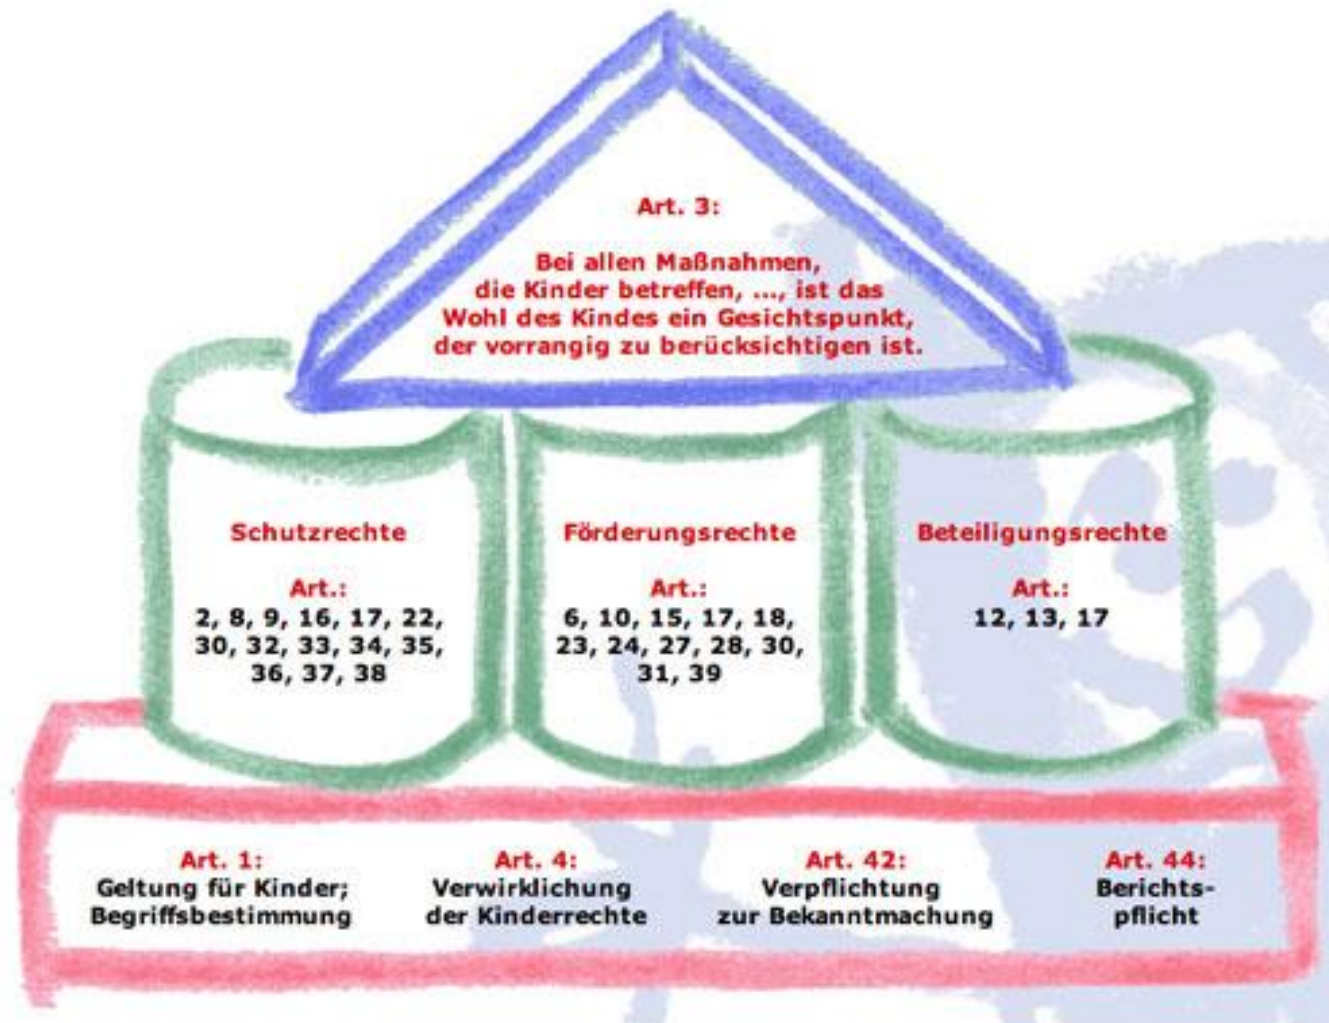 Art. 3:
Bei allen Maßnahmen,
die Kinder betreffen, ..., ist das
Wohl des Kindes ein Gesichtspunkt,
der vorrangig zu berücksichtigen ist.
Schutzrechte
Art.:
2, 8, 9, 16, 17, 22,
30, 32, 33, 34, 35,
36, 37, 38
Förderungsrechte
Art.:
6, 10, 15, 17, 18,
23, 24, 27, 28, 30,
31, 39
Beteiligungsrechte
Art.:
12, 13, 17
Art. 1:
Geltung für Kinder;
Begriffsbestimmung
Art. 4:
Verwirklichung
der Kinderrechte
Art. 42:
Verpflichtung
zur Bekanntmachung
Art. 44:
Berichts-
pflicht